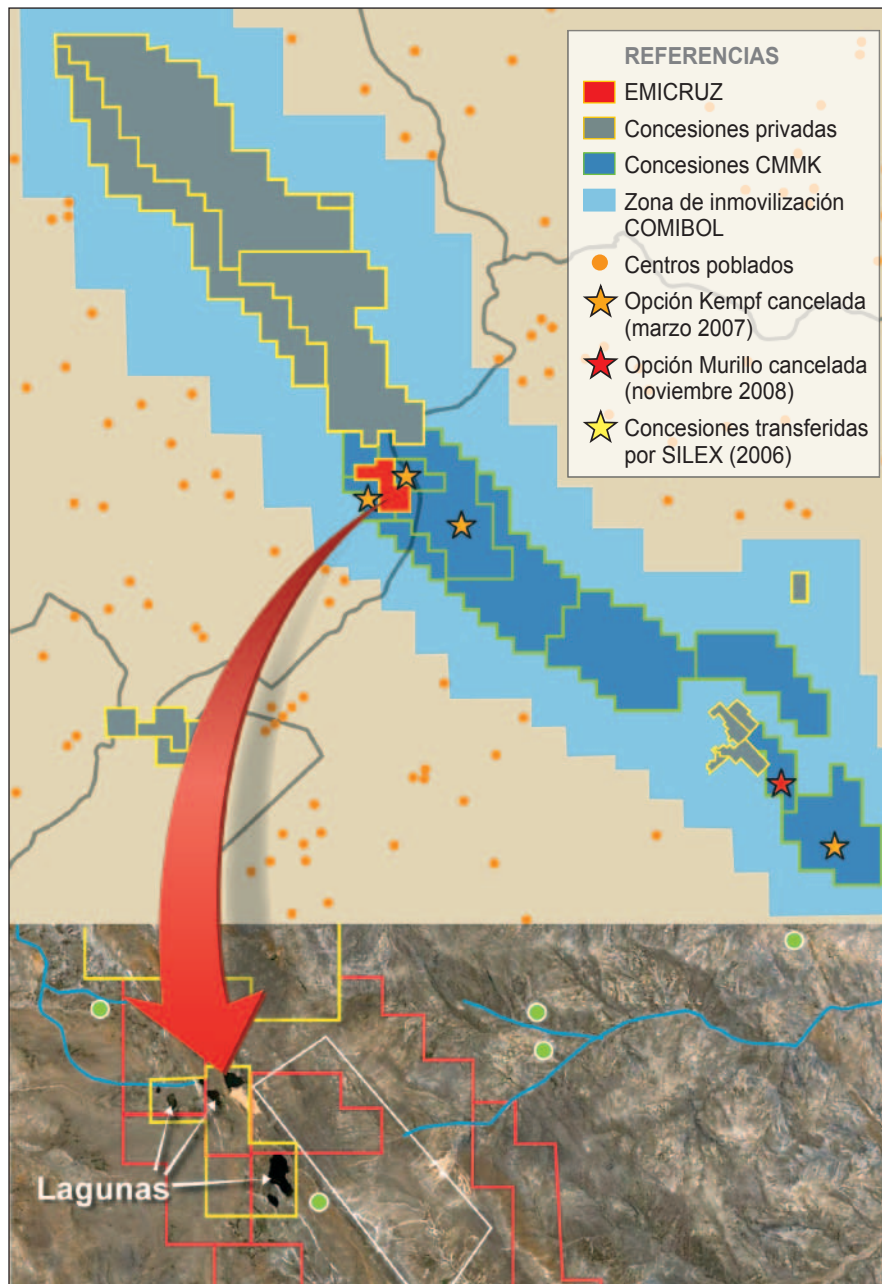 REFERENCIAS
EMICRUZ
Concesiones privadas
Concesiones CMMK
Zona de inmovilización
COMIBOL
Centros poblados
Opción Kempf cancelada
(marzo 2007)
Opción Murillo cancelada
(noviembre 2008)
Concesiones transferidas
por SILEX (2006)
Lagunas